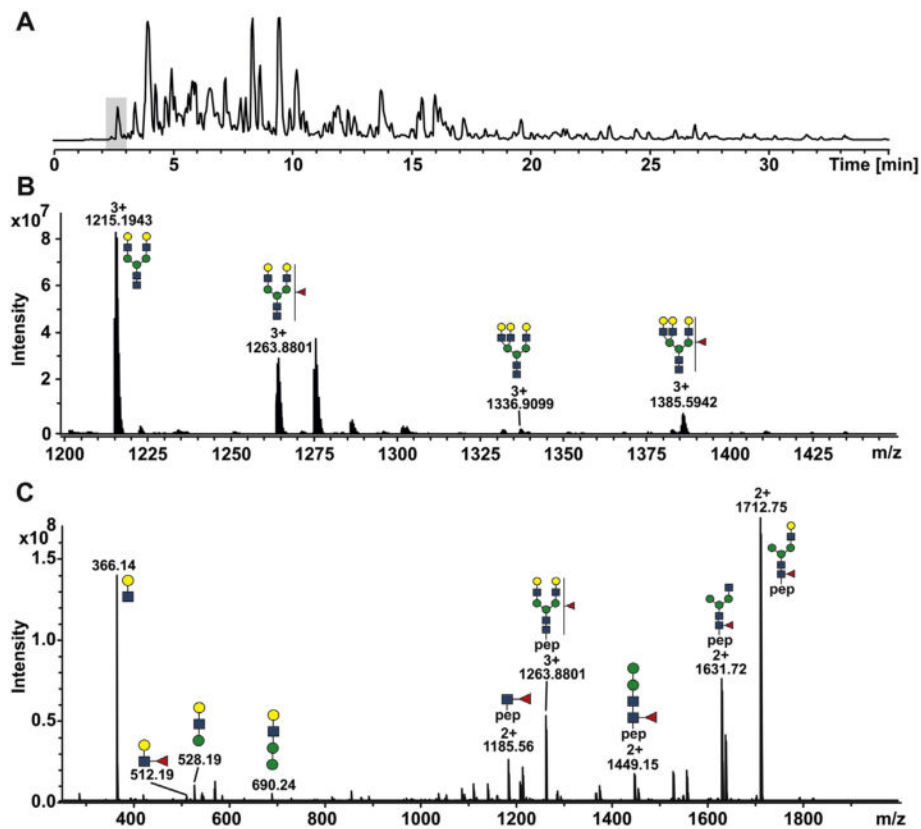 A
0 5 10 15 20 25 30 Time [min]
B
x10⁷
Intensity
8
6
4
2
0
3+
1215.1943
3+
1263.8801
3+
1336.9099
3+
1385.5942
1200 1225 1250 1275 1300 1325 1350 1375 1400 1425 m/z
C
x10⁸
Intensity
1.5
1.0
0.5
0.0
366.14
512.19
528.19
690.24
pep
2+
1185.56
pep
3+
1263.8801
pep
2+
1449.15
pep
2+
1631.72
2+
1712.75
pep
400 600 800 1000 1200 1400 1600 1800 m/z